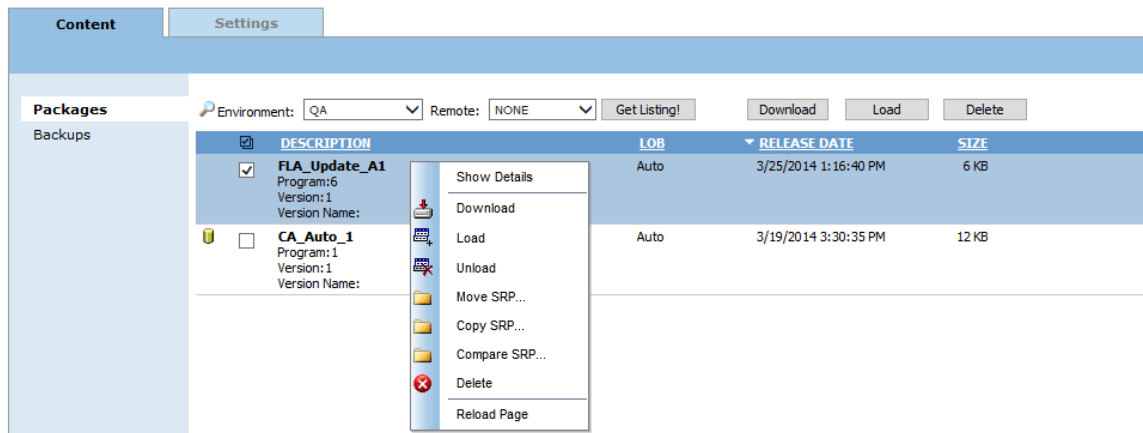 Content
Settings
Packages
Backups
Environment: QA Remote: NONE Get Listing! Download Load Delete
DESCRIPTION LOB RELEASE DATE SIZE
FLA_Update_A1 Auto 3/25/2014 1:16:40 PM 6 KB
Program:6
Version:1
Version Name:
CA_Auto_1 Auto 3/19/2014 3:30:35 PM 12 KB
Program:1
Version:1
Version Name:
Show Details
Download
Load
Unload
Move SRP...
Copy SRP...
Compare SRP...
Delete
Reload Page